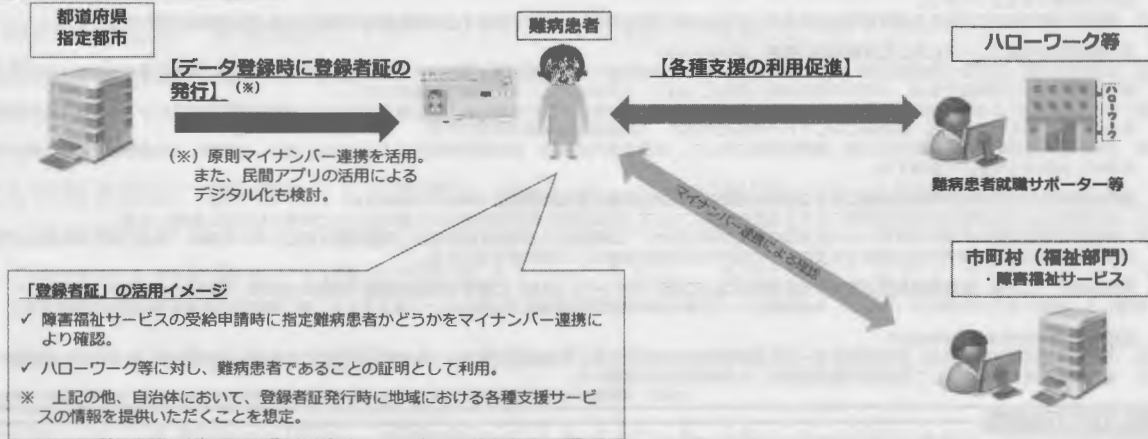 都道府県
指定都市
難病患者
ハローワーク等
【データ登録時に登録者証の
発行】(※)
【各種支援の利用促進】
ハローワーク
(※)原則マイナンバー連携を活用。
また、民間アプリの活用による
デジタル化も検討。
難病患者就職サポーター等
マイナンバー連携による確認
市町村(福祉部門)
・障害福祉サービス
「登録者証」の活用イメージ
✓ 障害福祉サービスの受給申請時に指定難病患者かどうかをマイナンバー連携に
より確認。
✓ ハローワーク等に対し、難病患者であることの証明として利用。
※ 上記の他、自治体において、登録者証発行時に地域における各種支援サービ
スの情報を提供いただくことを想定。